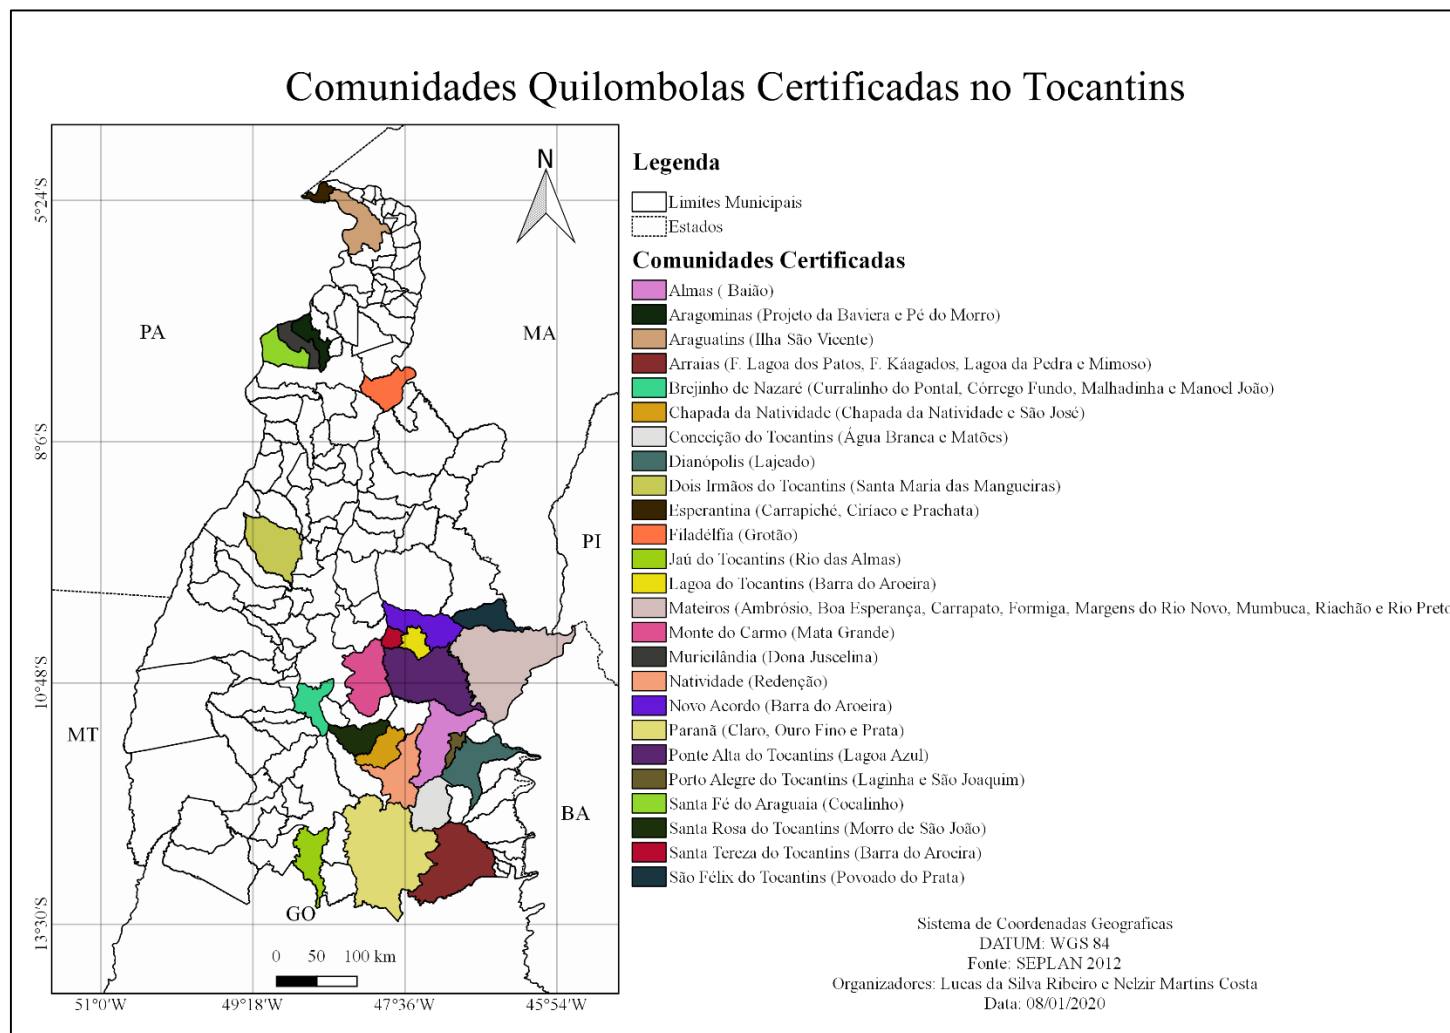 Comunidades Quilombolas Certificadas no Tocantins
N
PA
MA
PI
MT
BA
GO
5°24'S
8°6'S
10°48'S
13°30'S
51°0'W
49°18'W
47°36'W
45°54'W
0 50 100 km
Legenda
Limites Municipais
Estados
Comunidades Certificadas
Almas ( Baião)
Aragominas (Projeto da Baviera e Pé do Morro)
Araguatins (Ilha São Vicente)
Arraias (F. Lagoa dos Patos, F. Káagados, Lagoa da Pedra e Mimoso)
Brejinho de Nazaré (Curralinho do Pontal, Córrego Fundo, Malhadinha e Manoel João)
Chapada da Natividade (Chapada da Natividade e São José)
Conceição do Tocantins (Água Branca e Matões)
Dianópolis (Lajeado)
Dois Irmãos do Tocantins (Santa Maria das Mangueiras)
Esperantina (Carrapiché, Ciríaco e Prachata)
Filadélfia (Grotão)
Jaú do Tocantins (Rio das Almas)
Lagoa do Tocantins (Barra do Aroeira)
Mateiros (Ambrósio, Boa Esperança, Carrapato, Formiga, Margens do Rio Novo, Mumbuca, Riachão e Rio Preto
Monte do Carmo (Mata Grande)
Muricilândia (Dona Juscelina)
Natividade (Redenção)
Novo Acordo (Barra do Aroeira)
Paranã (Claro, Ouro Fino e Prata)
Ponte Alta do Tocantins (Lagoa Azul)
Porto Alegre do Tocantins (Laginha e São Joaquim)
Santa Fé do Araguaia (Cocalinho)
Santa Rosa do Tocantins (Morro de São João)
Santa Tereza do Tocantins (Barra do Aroeira)
São Félix do Tocantins (Povoado do Prata)
Sistema de Coordenadas Geograficas
DATUM: WGS 84
Fonte: SEPLAN 2012
Organizadores: Lucas da Silva Ribeiro e Nelzir Martins Costa
Data: 08/01/2020